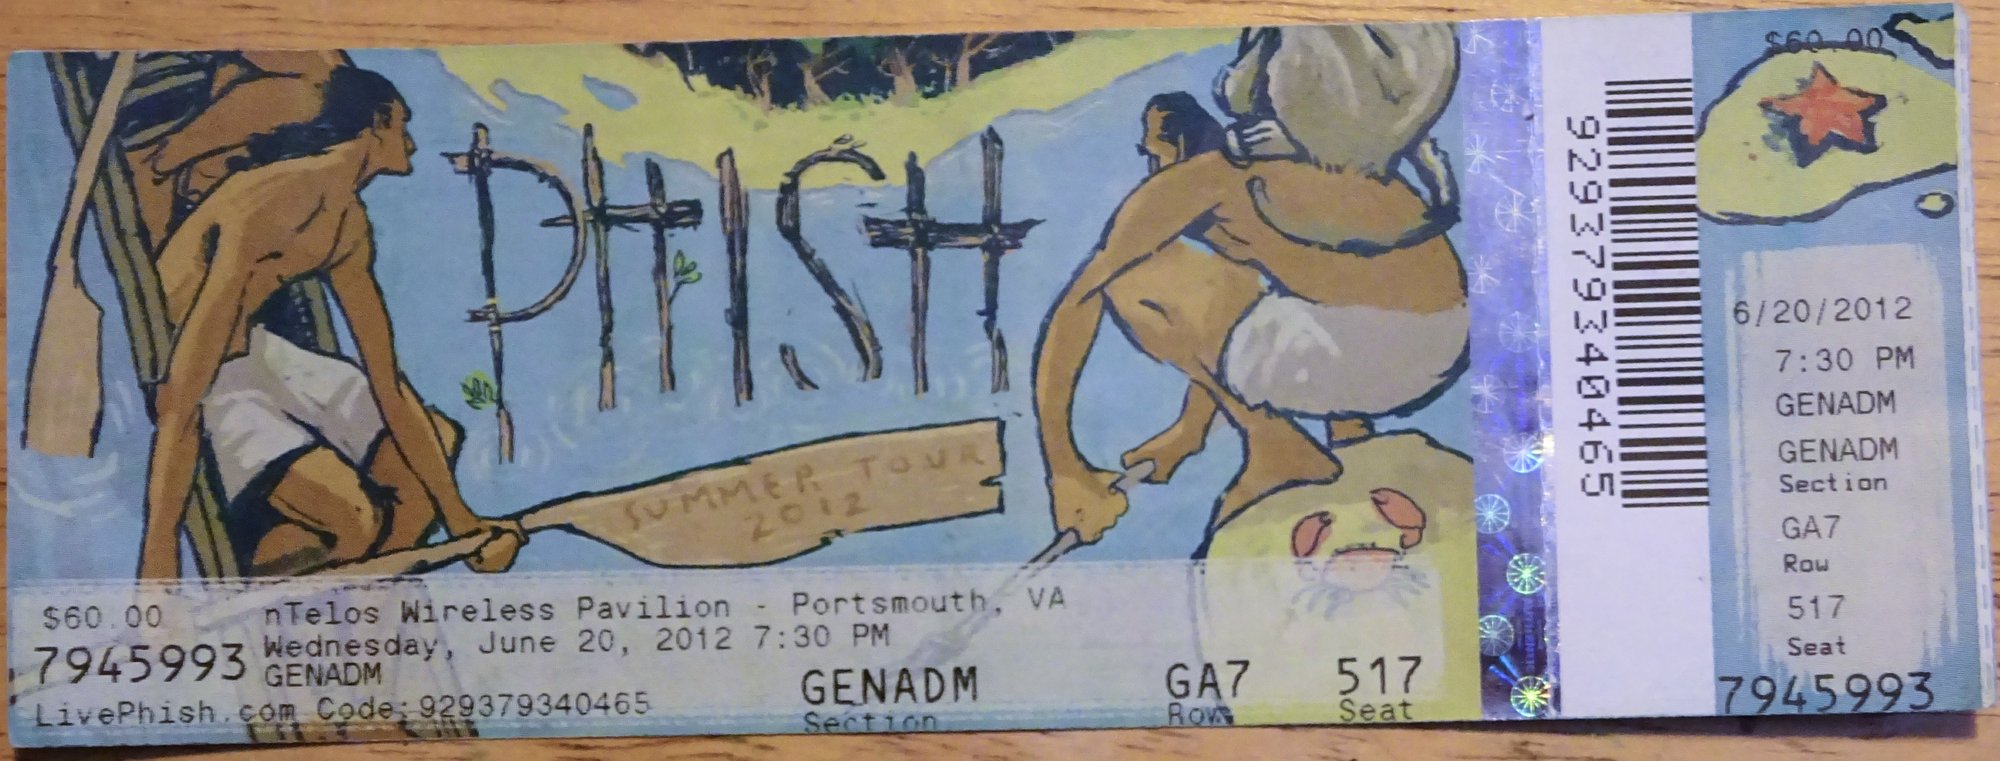 PHISH
SUMMER TOUR
2012
$60.00
nTelos Wireless Pavilion - Portsmouth, VA
Wednesday, June 20, 2012 7:30 PM
7945993
GENADM
LivePhish.com Code: 929379340465
GENADM
Section
GA7
Row
517
Seat
929379340465
$60.00
6/20/2012
7:30 PM
GENADM
GENADM
Section
GA7
Row
517
Seat
7945993